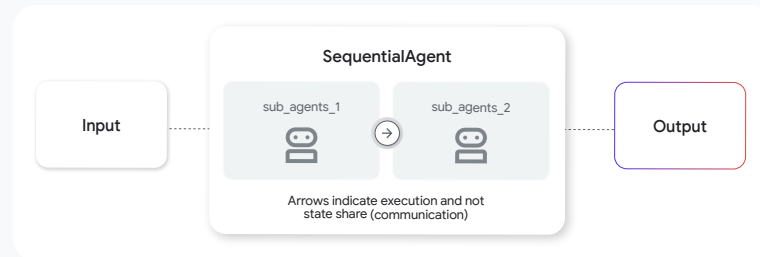 SequentialAgent
Input
sub_agents_1
sub_agents_2
Output
Arrows indicate execution and not
state share (communication)